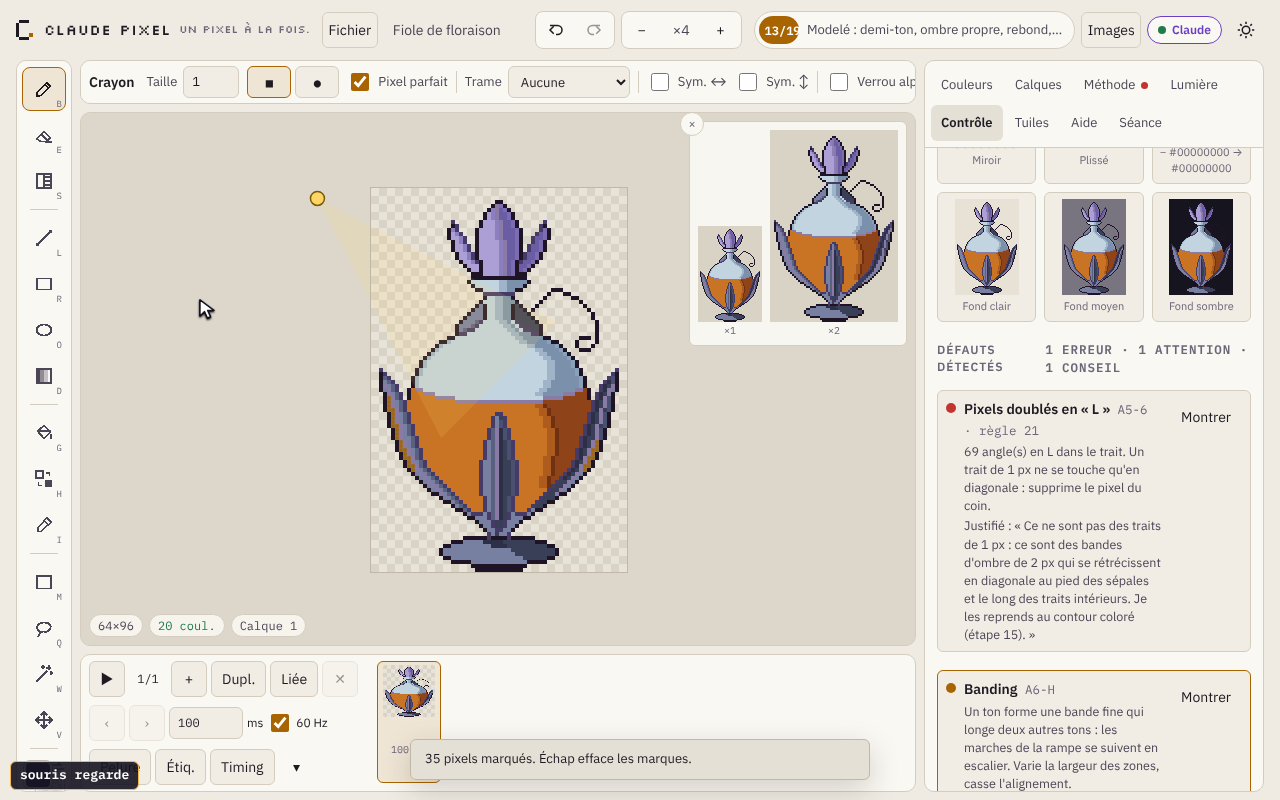 CLAUDE PIXEL UN PIXEL À LA FOIS. Fichier Fiole de floraison − ×4 + 13/19 Modelé : demi-ton, ombre propre, rebond,... Images Claude
Crayon Taille 1 Pixel parfait Trame Aucune Sym. ↔ Sym. ↕ Verrou alp
B
E
S
L
R
O
D
G
H
I
M
Q
W
V
×
×1
×2
64×96 20 coul. Calque 1
1/1 + Dupl. Liée ×
‹ › 100 ms 60 Hz
Étiq. Timing ▼
100
35 pixels marqués. Échap efface les marques.
souris regarde
Couleurs Calques Méthode Lumière
Contrôle Tuiles Aide Séance
Miroir
Plissé
− #00000000 →
#00000000
Fond clair
Fond moyen
Fond sombre
DÉFAUTS DÉTECTÉS
1 ERREUR · 1 ATTENTION · 1 CONSEIL
Pixels doublés en « L » A5-6
· règle 21
Montrer
69 angle(s) en L dans le trait. Un
trait de 1 px ne se touche qu'en
diagonale : supprime le pixel du
coin.
Justifié : « Ce ne sont pas des traits
de 1 px : ce sont des bandes
d'ombre de 2 px qui se rétrécissent
en diagonale au pied des sépales
et le long des traits intérieurs. Je
les reprends au contour coloré
(étape 15). »
Banding A6-H
Montrer
Un ton forme une bande fine qui
longe deux autres tons : les
marches de la rampe se suivent en
escalier. Varie la largeur des zones,
casse l'alignement.